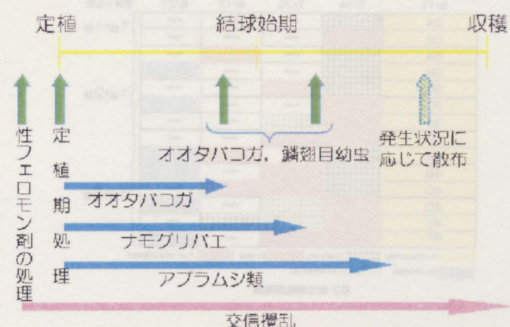 定植
結球始期
収穫
性フェロモン剤の処理
定植期処理
オオタバコガ，鱗翅目幼虫
発生状況に
応じて散布
オオタバコガ
ナモグリバエ
アブラムシ類
交信攪乱